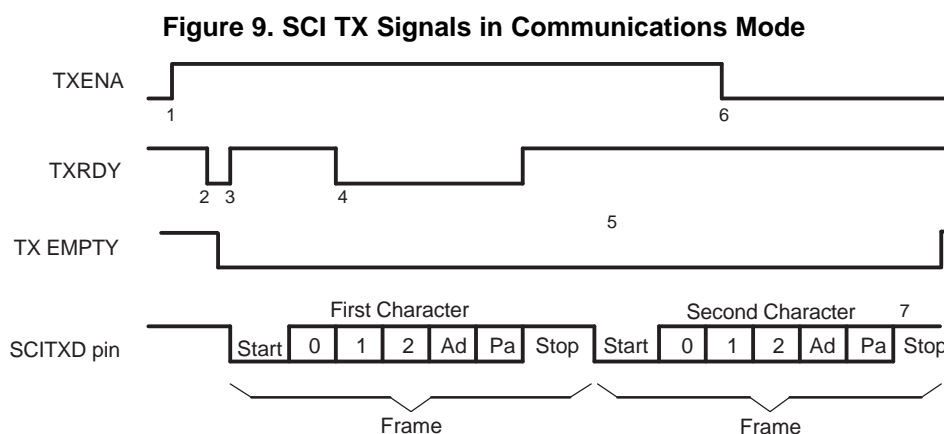 Figure 9. SCI TX Signals in Communications Mode
TXENA
1
6
TXRDY
2
3
4
5
TX EMPTY
First Character
Second Character
7
SCITXD pin
Start 0 1 2 Ad Pa Stop Start 0 1 2 Ad Pa Stop
Frame
Frame